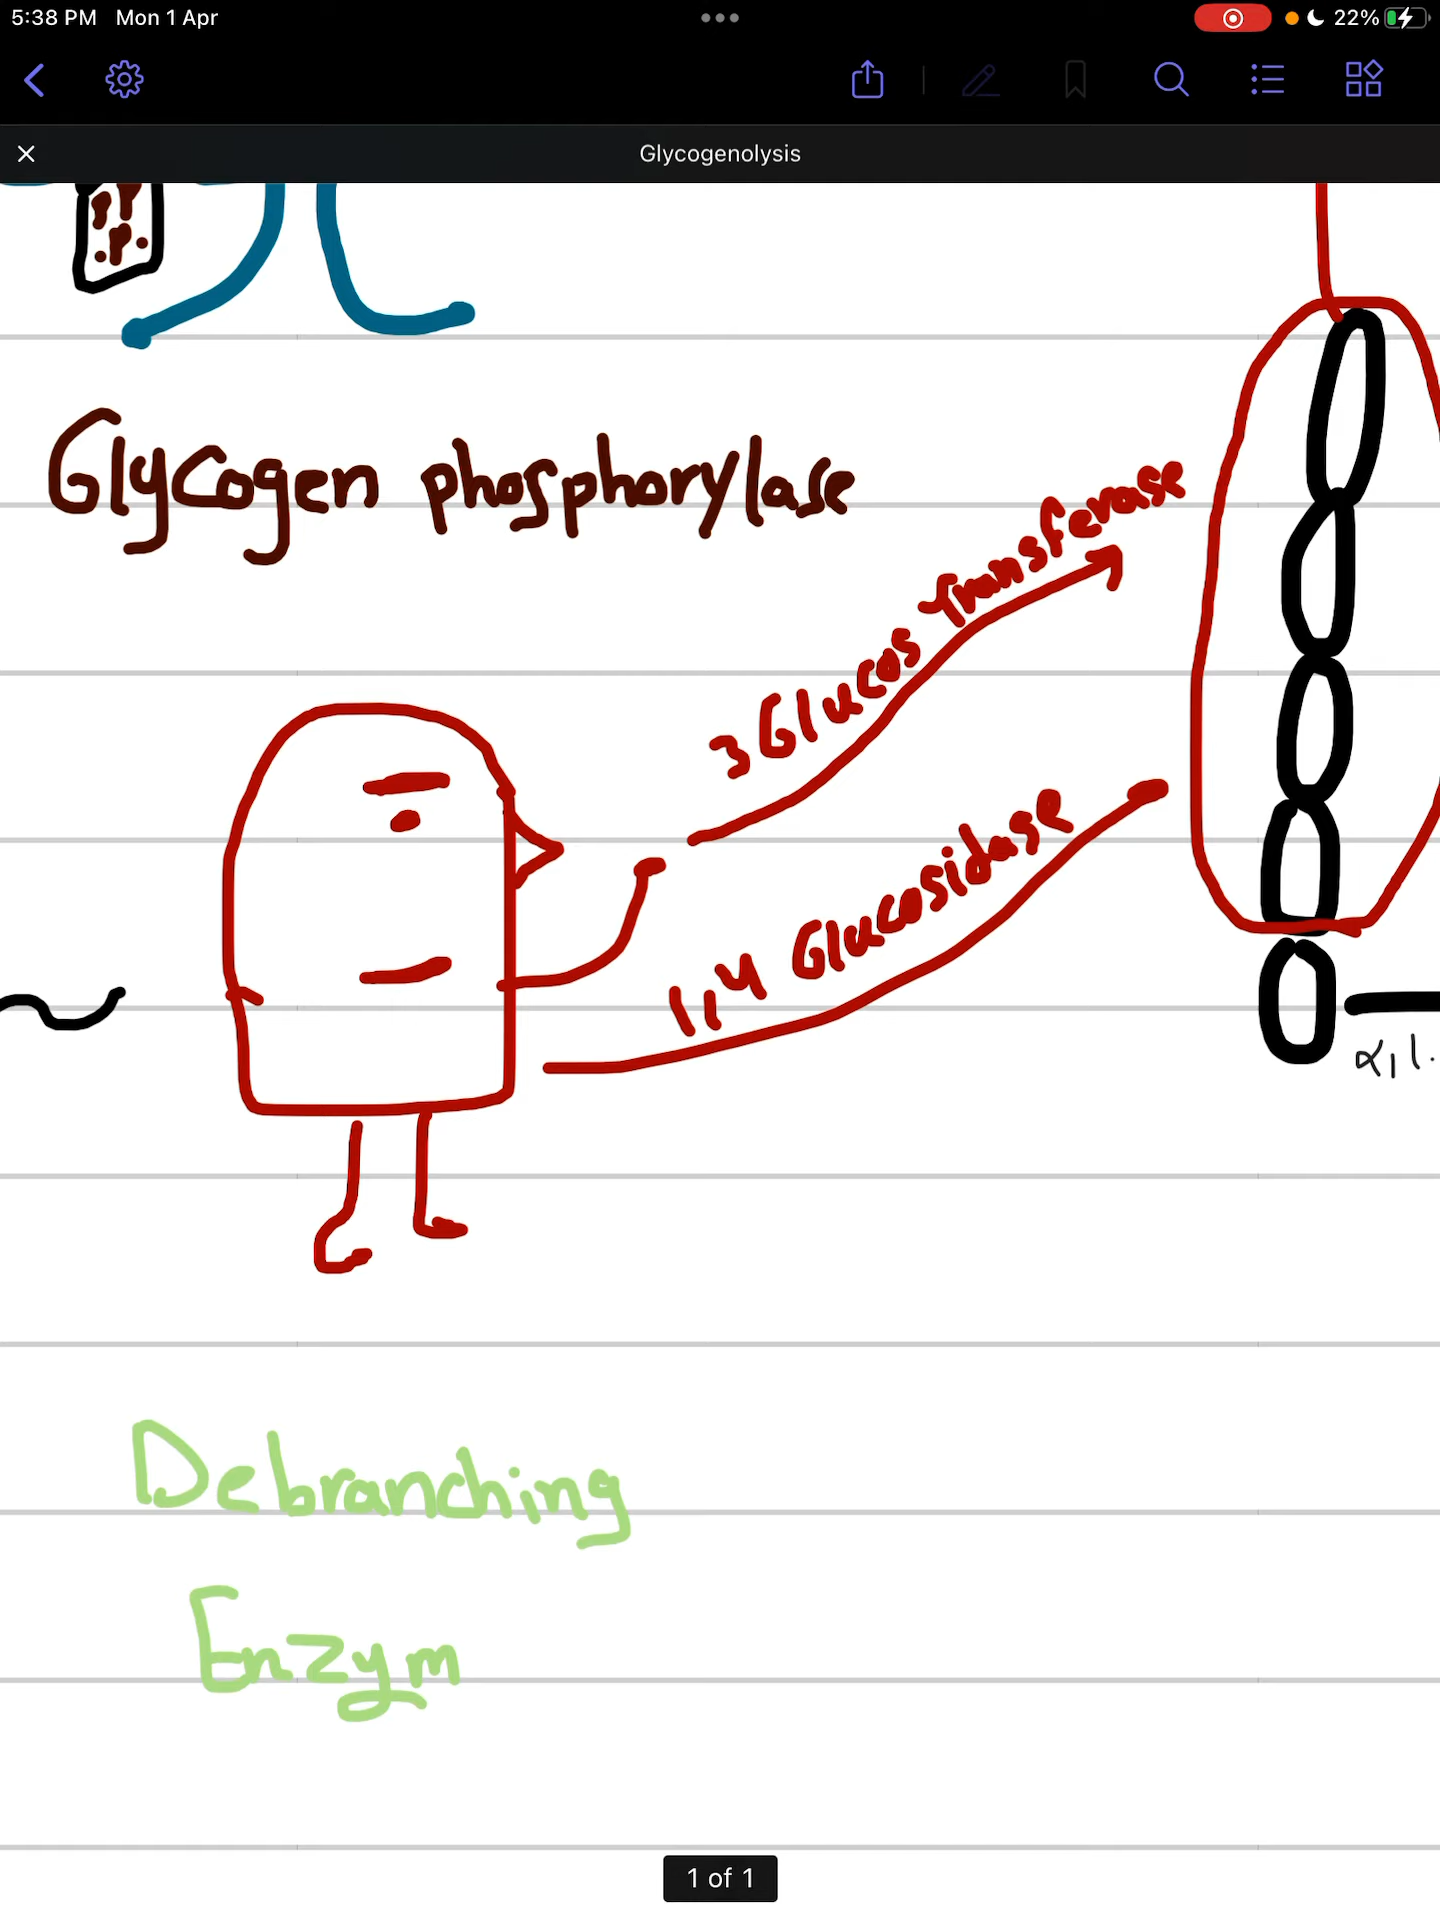 5:38 PM Mon 1 Apr
22%
Glycogenolysis
Glycogen phosphorylase
3 Glucos transferase
1,4 Glucosidase
α,1.
Debranching
Enzym
1 of 1